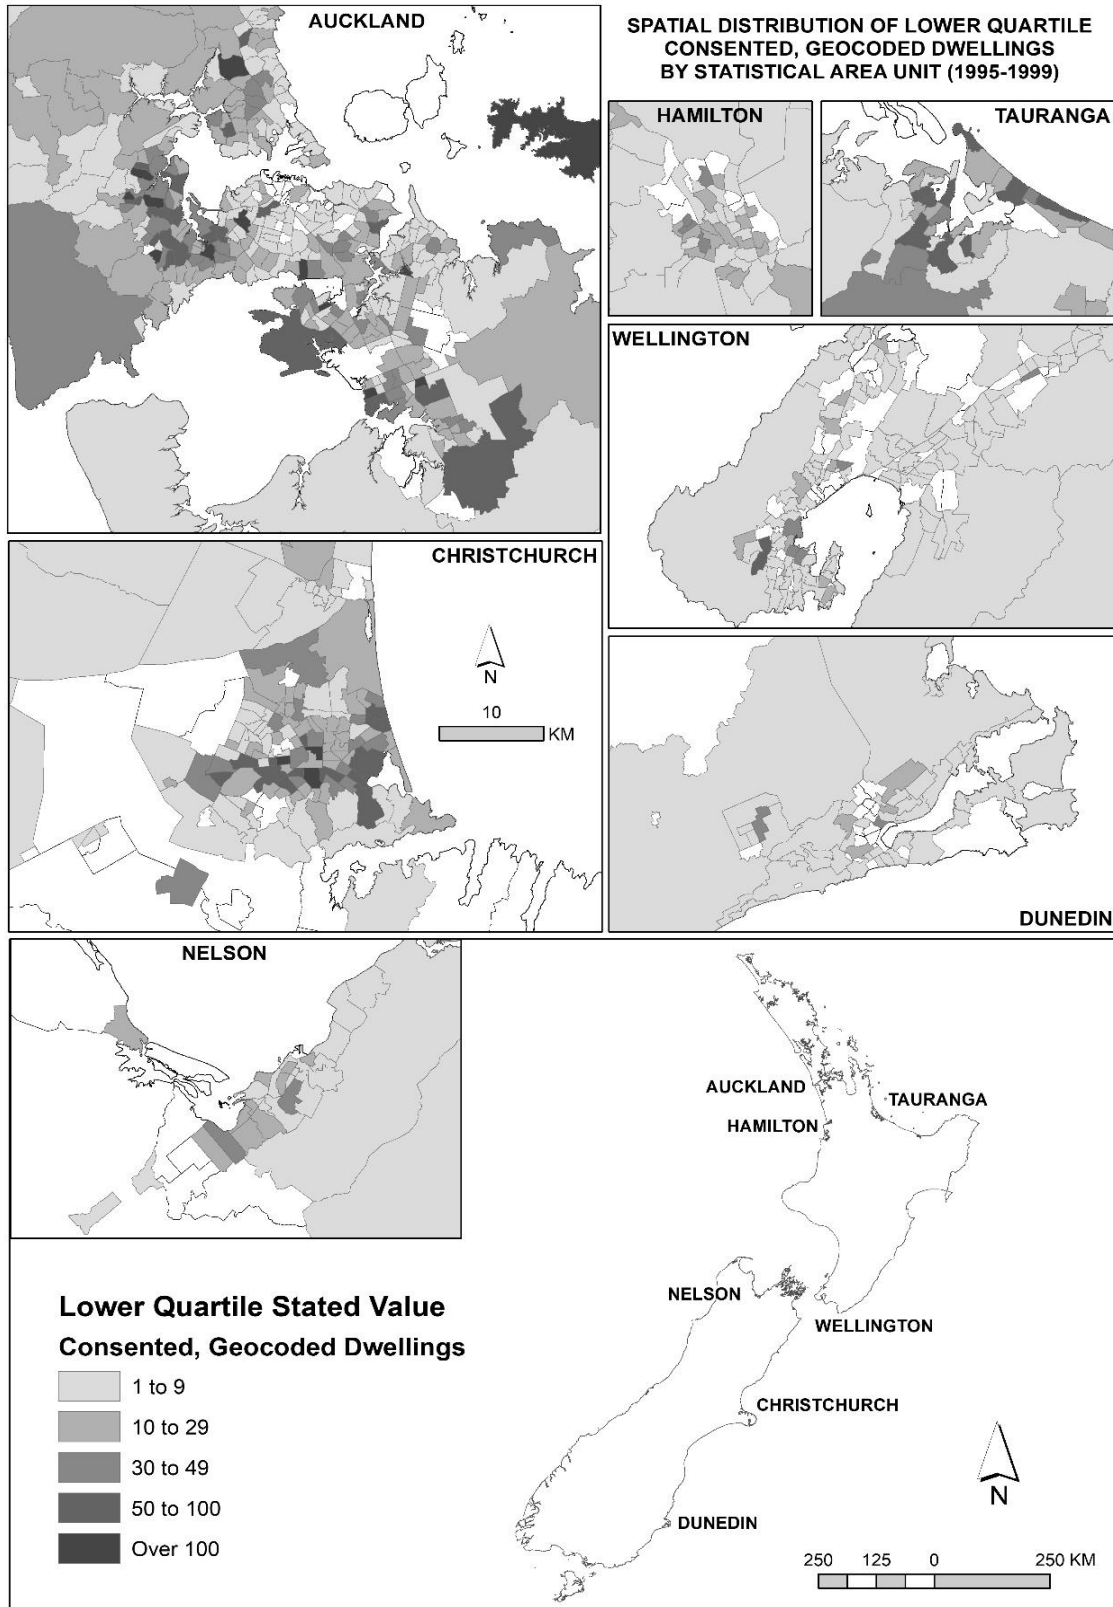 AUCKLAND
SPATIAL DISTRIBUTION OF LOWER QUARTILE
CONSENTED, GEOCODED DWELLINGS
BY STATISTICAL AREA UNIT (1995-1999)
HAMILTON
TAURANGA
WELLINGTON
CHRISTCHURCH
N
10
KM
DUNEDIN
NELSON
AUCKLAND
TAURANGA
HAMILTON
NELSON
WELLINGTON
CHRISTCHURCH
DUNEDIN
N
250 125 0 250 KM
Lower Quartile Stated Value
Consented, Geocoded Dwellings
1 to 9
10 to 29
30 to 49
50 to 100
Over 100